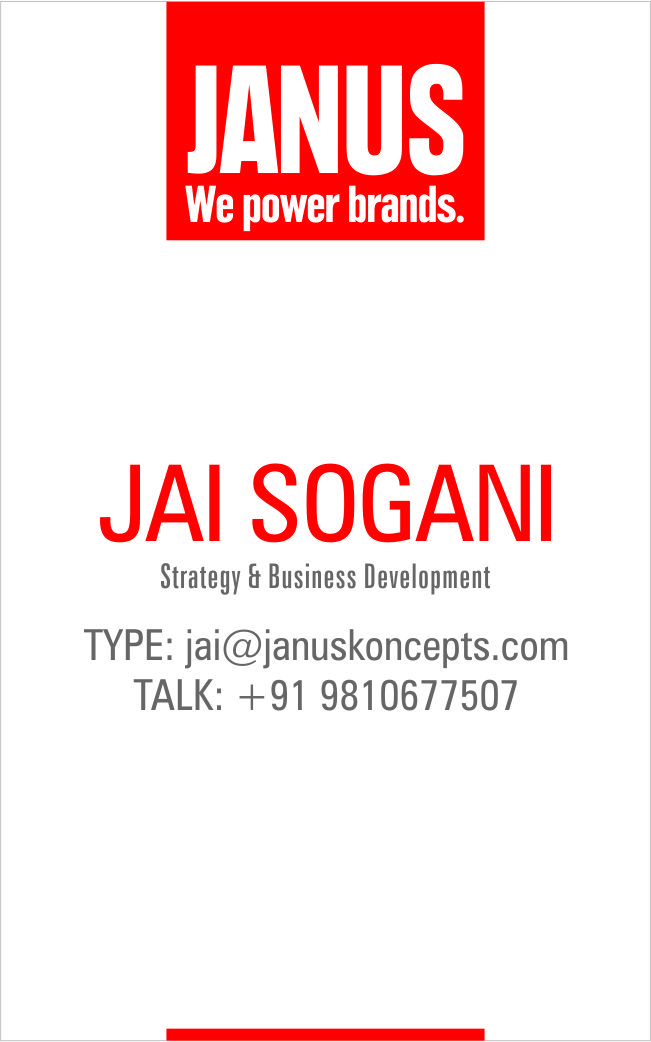 JANUS
We power brands.
JAI SOGANI
Strategy & Business Development
TYPE: jai@januskoncepts.com
TALK: +91 9810677507